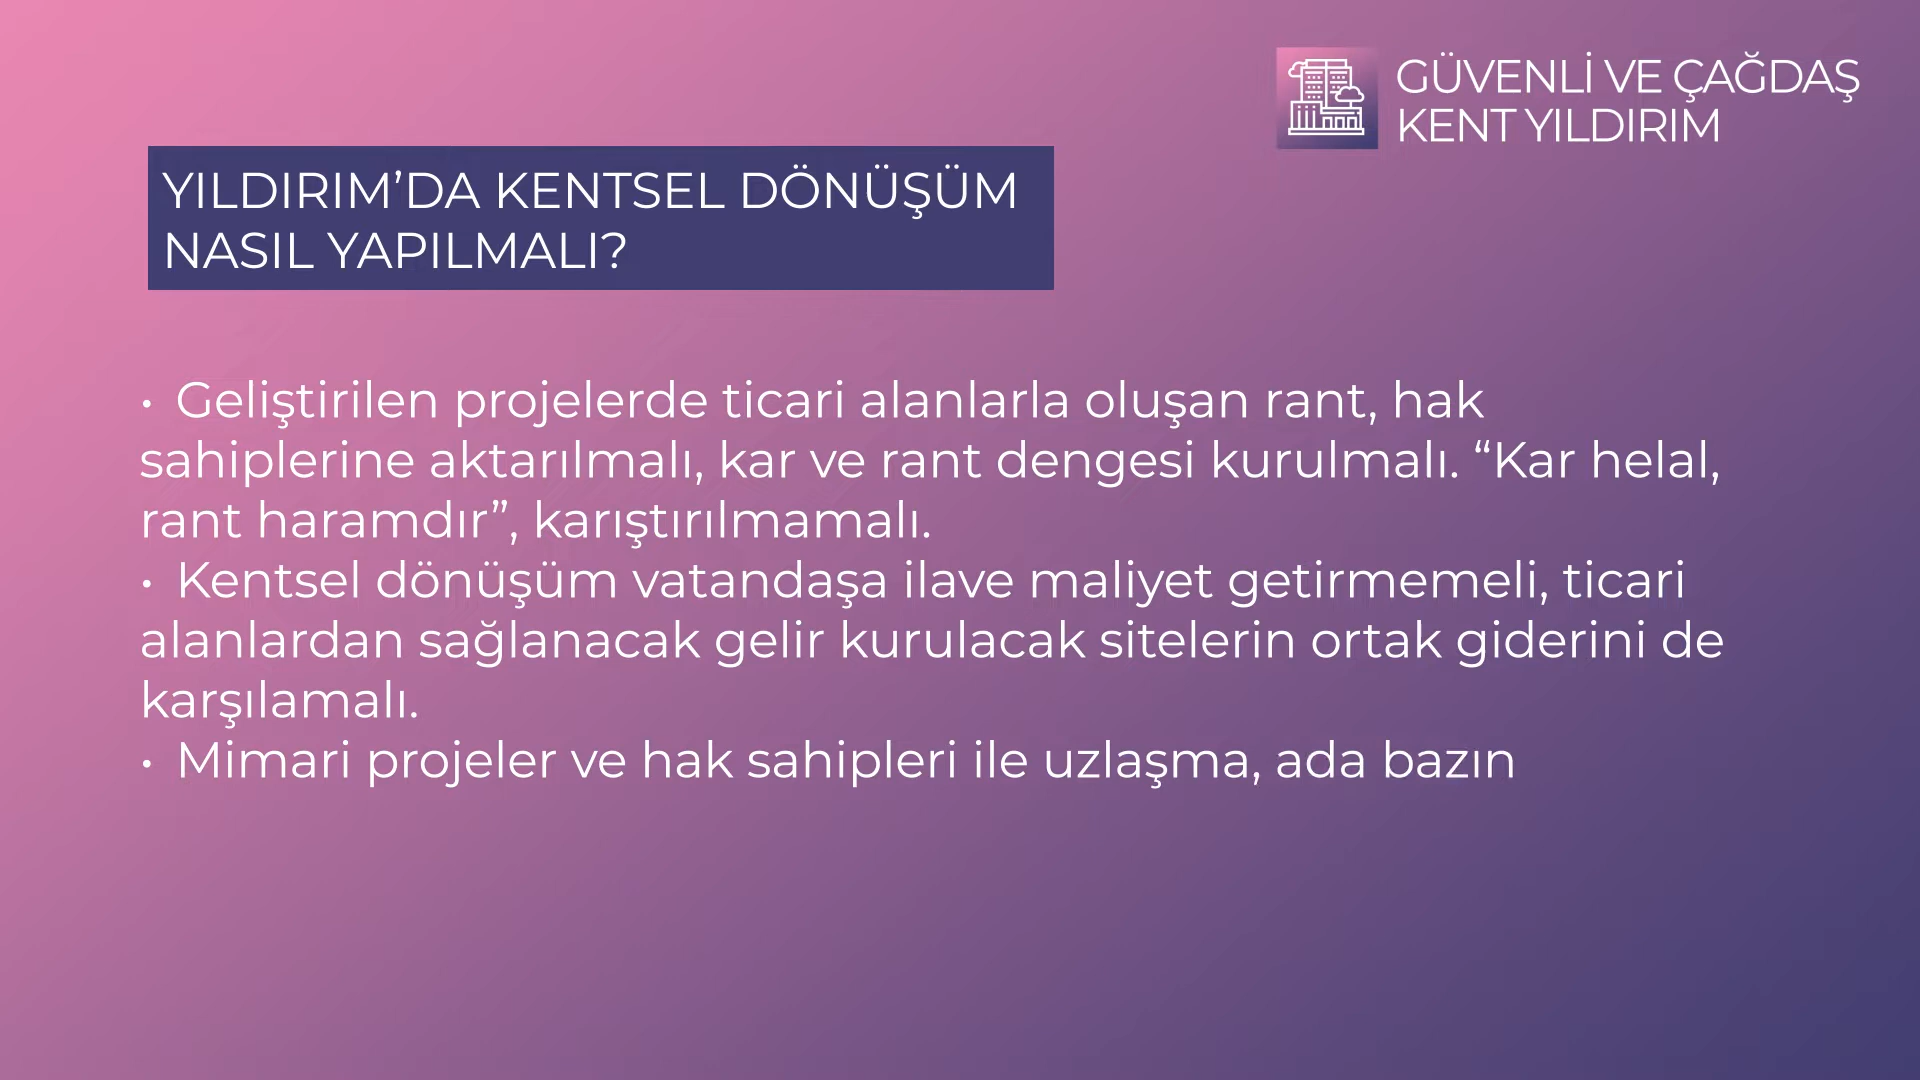 GÜVENLİ VE ÇAĞDAŞ
KENT YILDIRIM
YILDIRIM’DA KENTSEL DÖNÜŞÜM
NASIL YAPILMALI?
• Geliştirilen projelerde ticari alanlarla oluşan rant, hak
sahiplerine aktarılmalı, kar ve rant dengesi kurulmalı. “Kar helal,
rant haramdır”, karıştırılmamalı.
• Kentsel dönüşüm vatandaşa ilave maliyet getirmemeli, ticari
alanlardan sağlanacak gelir kurulacak sitelerin ortak giderini de
karşılamalı.
• Mimari projeler ve hak sahipleri ile uzlaşma, ada bazın